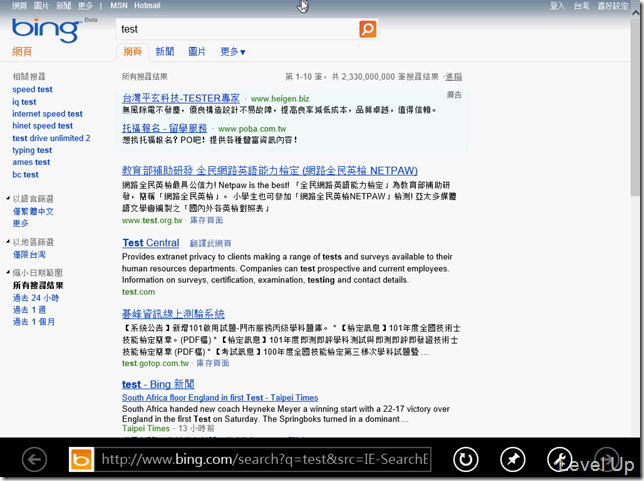 網頁 圖片 新聞 更多 | MSN Hotmail
登入 台灣 喜好設定
bing Beta
test
網頁
網頁 新聞 圖片 更多▼
相關搜尋
speed test
iq test
internet speed test
hinet speed test
test drive unlimited 2
typing test
ames test
bc test
以語言篩選
僅繁體中文
更多
以地區篩選
僅限台灣
縮小日期範圍
所有搜尋結果
過去 24 小時
過去 1 週
過去 1 個月
所有搜尋結果
第 1-10 筆，共 2,330,000,000 筆搜尋結果 · 進階
廣告
台灣平玄科技-TESTER專家 · www.heigen.biz
無風險電不發塵，優良構造設計不易故障，提高良率減低成本，品質卓越，值得信賴。
托福報名 - 留學服務 · www.poba.com.tw
想找托福報名? PO吧! 提供各種豐富資訊內容!
教育部補助研發 全民網路英語能力檢定 (網路全民英檢 NETPAW)
網路全民英檢最具公信力! Netpaw is the best! 「全民網路英語能力檢定」為教育部補助研
發，簡稱「網路全民英檢」。 小學生也可參加「網路全民英檢NETPAW」檢測! 亞太多媒體
語文學會編製之「國內外各英檢對照表」
www.test.org.tw · 庫存頁面
Test Central 翻譯此網頁
Provides extranet privacy to clients making a range of tests and surveys available to their
human resources departments. Companies can test prospective and current employees.
Information on surveys, certification, examination, testing and contact details.
test.com
碁峰資訊線上測驗系統
【系統公告】新增101啟用試題-門市服務丙級學科題庫。 *【檢定訊息】101年度全國技術士
技能檢定簡章。(PDF檔) *【檢定訊息】101年度即測即評學科測試與即測即評即發證技術士
技能檢定簡章 (PDF檔) *【考試訊息】100年度全國技能檢定第三梯次學科試題暨 ...
test.gotop.com.tw · 庫存頁面
test - Bing 新聞
South Africa floor England in first Test - Taipei Times
South Africa handed new coach Heyneke Meyer a winning start with a 22-17 victory over
England in the first Test on Saturday. The Springboks turned in a dominant ...
Taipei Times · 13 小時前
http://www.bing.com/search?q=test&src=IE-SearchE
Level Up